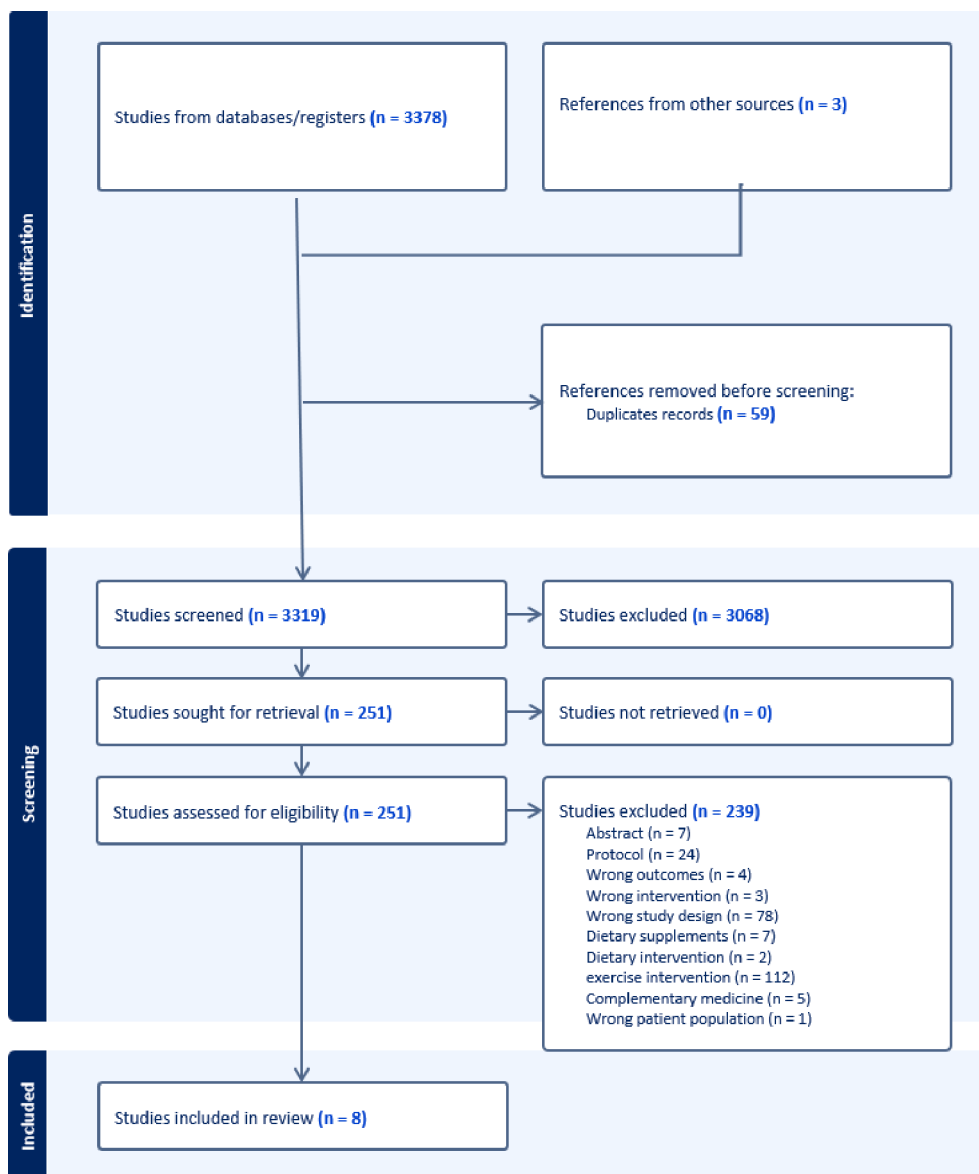 Identification
Studies from databases/registers (n = 3378)
References from other sources (n = 3)
References removed before screening:
Duplicates records (n = 59)
Screening
Studies screened (n = 3319)
Studies excluded (n = 3068)
Studies sought for retrieval (n = 251)
Studies not retrieved (n = 0)
Studies assessed for eligibility (n = 251)
Studies excluded (n = 239)
Abstract (n = 7)
Protocol (n = 24)
Wrong outcomes (n = 4)
Wrong intervention (n = 3)
Wrong study design (n = 78)
Dietary supplements (n = 7)
Dietary intervention (n = 2)
exercise intervention (n = 112)
Complementary medicine (n = 5)
Wrong patient population (n = 1)
Included
Studies included in review (n = 8)